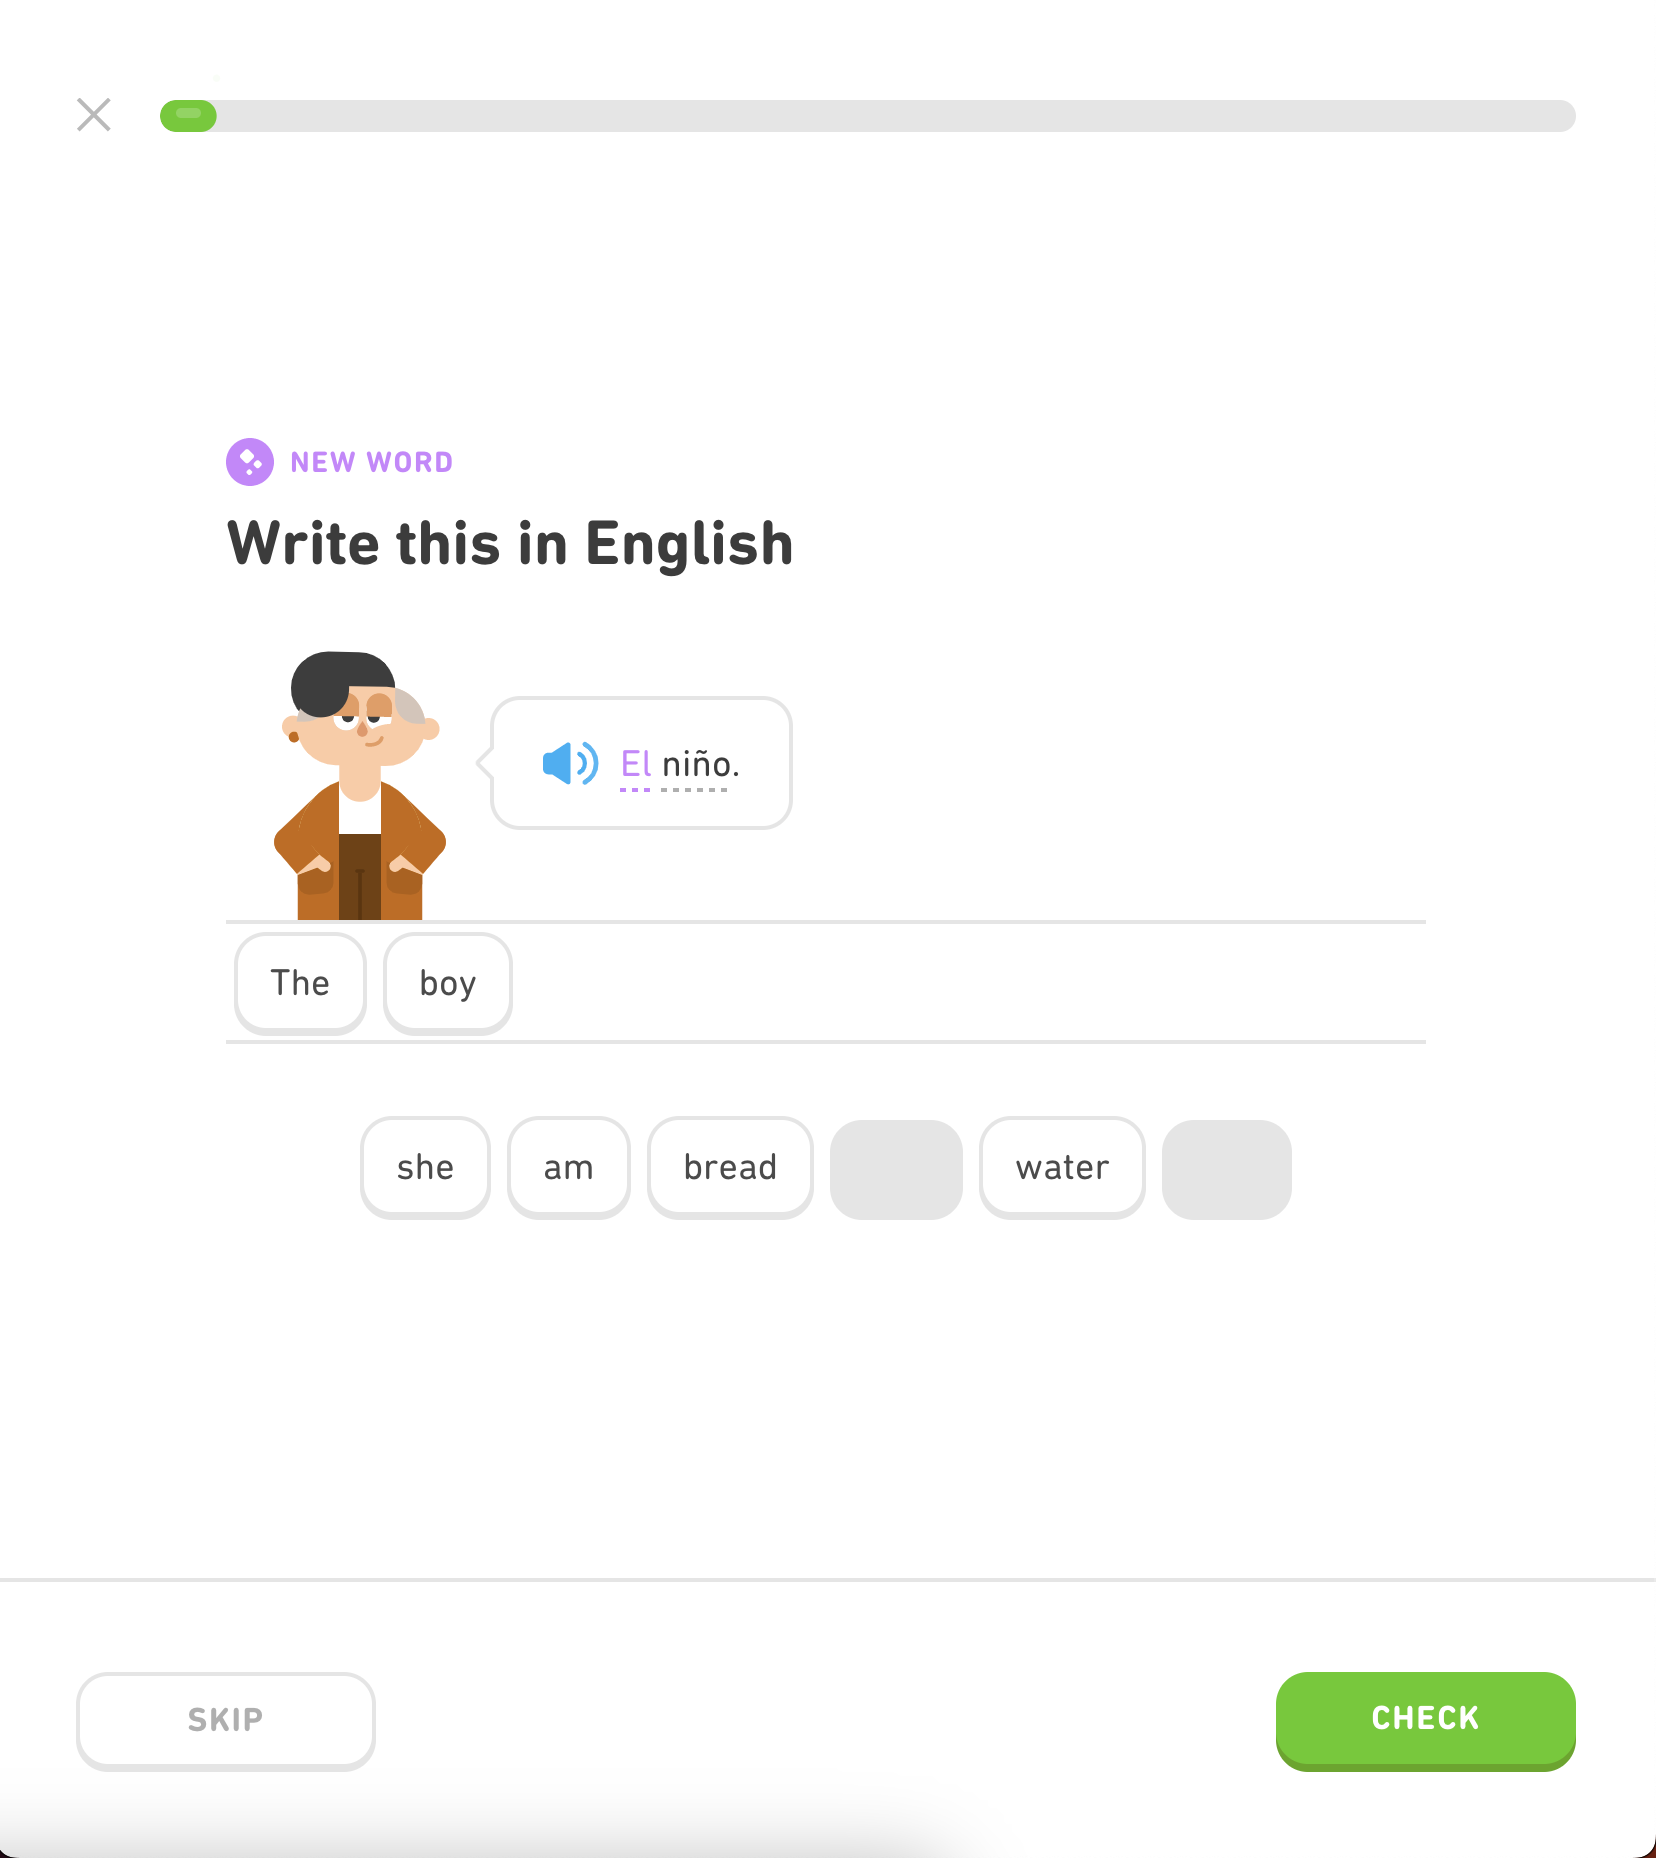 NEW WORD
Write this in English
El niño.
The boy
she am bread water
SKIP CHECK